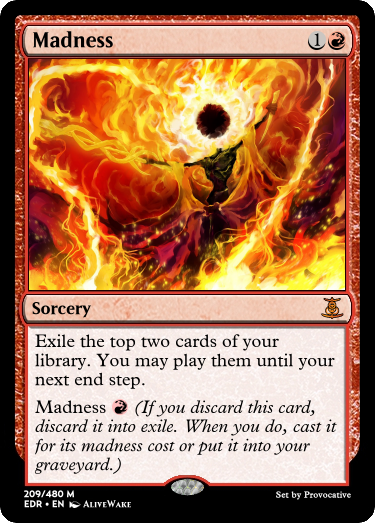 Madness 1
Sorcery
Exile the top two cards of your
library. You may play them until your
next end step.
Madness (If you discard this card,
discard it into exile. When you do, cast it
for its madness cost or put it into your
graveyard.)
209/480 M
EDR • EN AliveWake
Set by Provocative